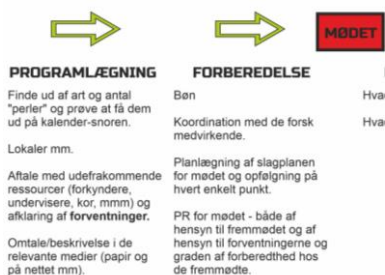 MØDET
PROGRAMLÆGNING
Finde ud af art og antal
"perler" og prøve at få dem
ud på kalender-snoren.
Lokaler mm.
Aftale med udefrakommende
ressourcer (forkyndere,
undervisere, kor, mmm) og
afklaring af forventninger.
Omtale/beskrivelse i de
relevante medier (papir og
på nettet mm).
FORBEREDELSE
Bøn
Koordination med de forsk
medvirkende.
Planlægning af slagplanen
for mødet og opfølgning på
hvert enkelt punkt.
PR for mødet - både af
hensyn til fremmødet og af
hensyn til forventningerne og
graden af forberedthed hos
de fremmødte.